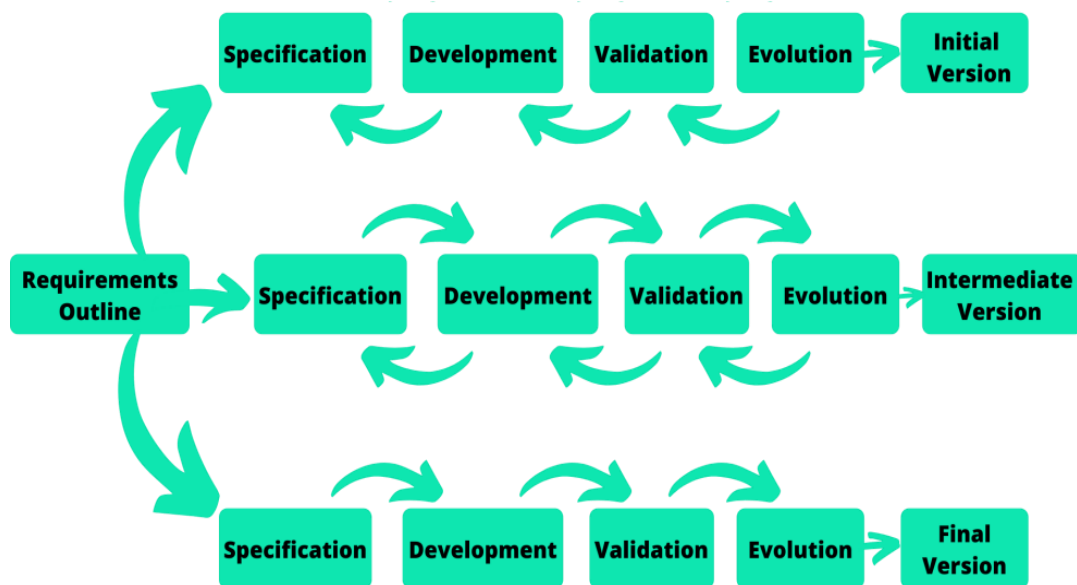 Specification
Development
Validation
Evolution
Initial
Version
Requirements
Outline
Specification
Development
Validation
Evolution
Intermediate
Version
Specification
Development
Validation
Evolution
Final
Version